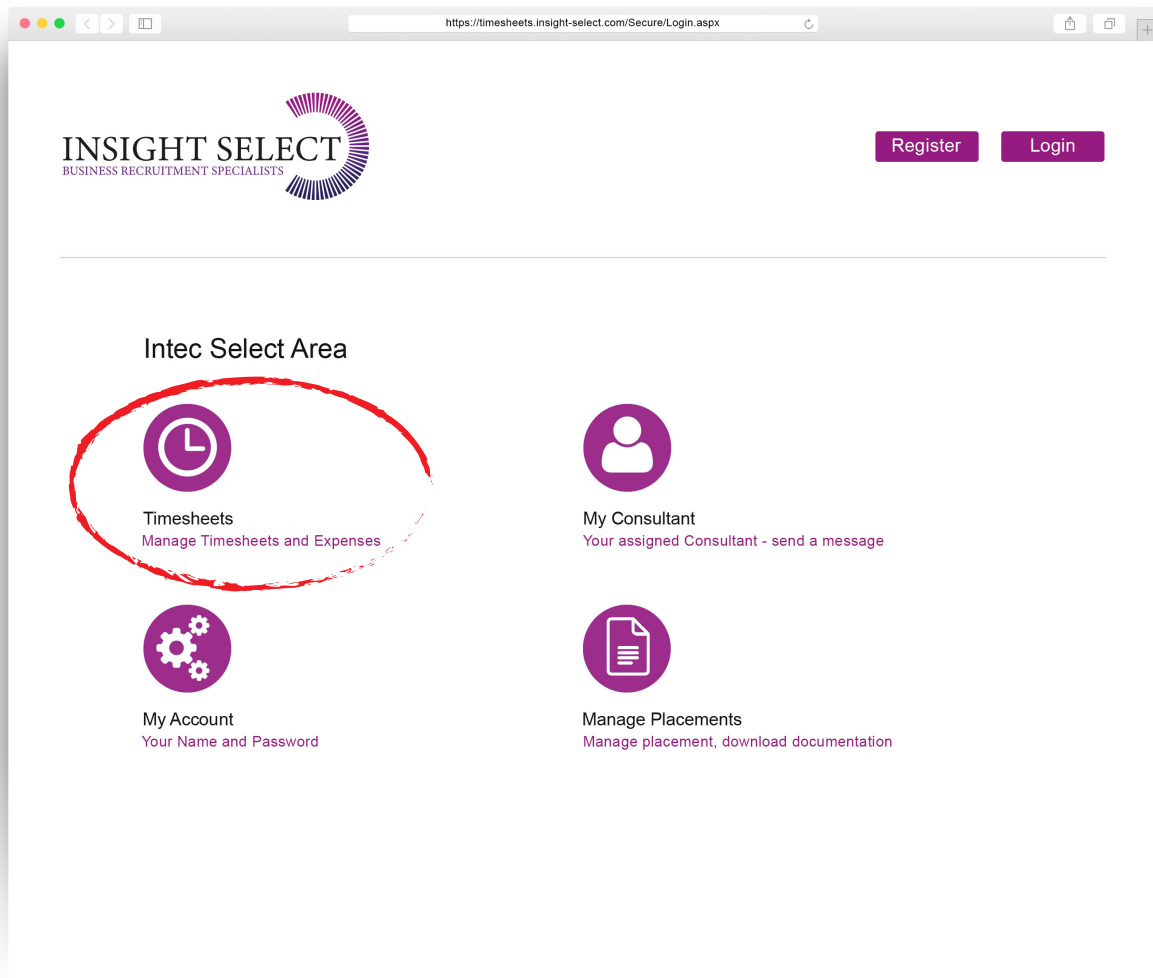 https://timesheets.insight-select.com/Secure/Login.aspx
INSIGHT SELECT
BUSINESS RECRUITMENT SPECIALISTS
Register
Login
Intec Select Area
Timesheets
Manage Timesheets and Expenses
My Consultant
Your assigned Consultant - send a message
My Account
Your Name and Password
Manage Placements
Manage placement, download documentation